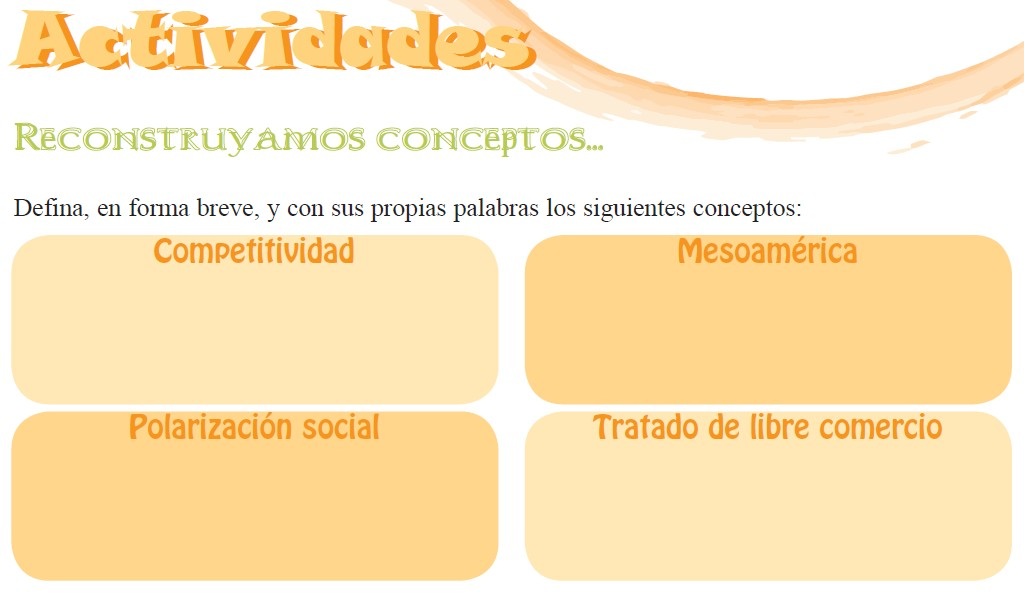 Actividades
Reconstruyamos conceptos...
Defina, en forma breve, y con sus propias palabras los siguientes conceptos:
Competitividad
Mesoamérica
Polarización social
Tratado de libre comercio